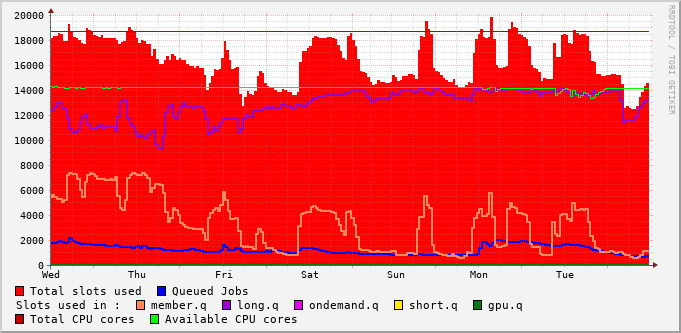 20000
18000
16000
14000
12000
10000
8000
6000
4000
2000
0
Wed Thu Fri Sat Sun Mon Tue
Total slots used Queued Jobs
Slots used in : member.q long.q ondemand.q short.q gpu.q
Total CPU cores Available CPU cores
RRDTOOL / TOBI OETIKER